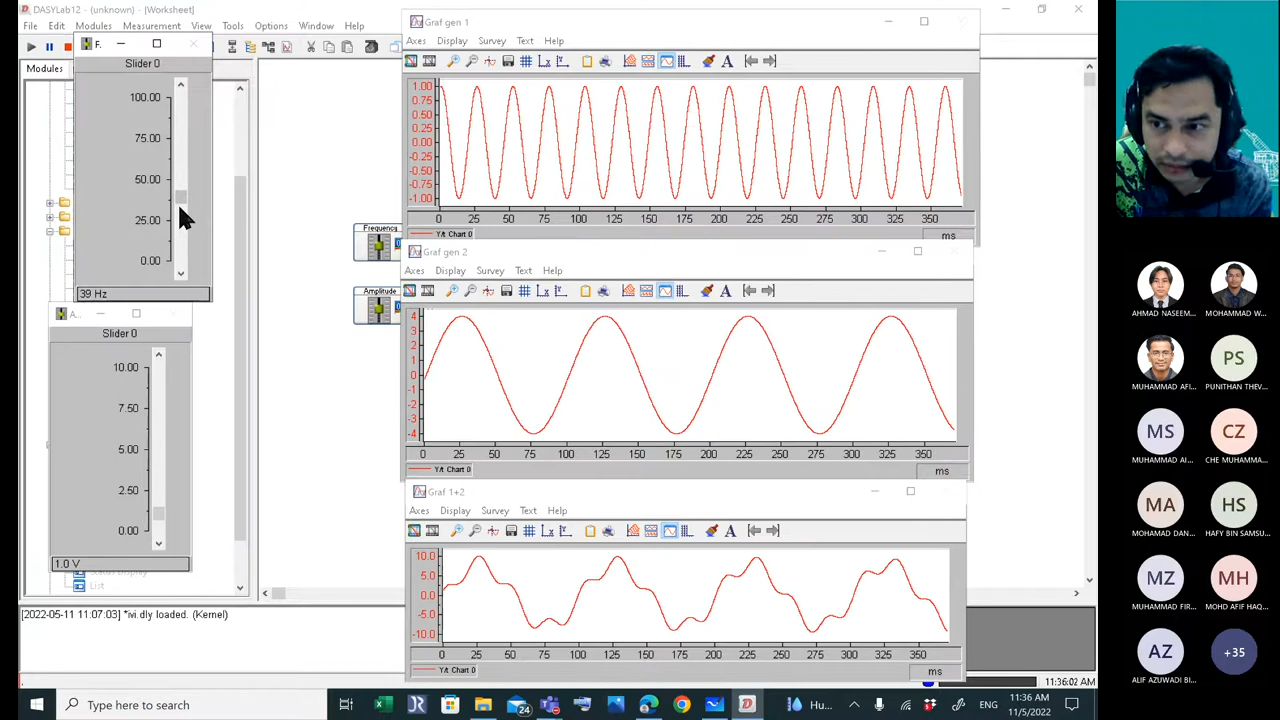 DASYLab12 - (unknown) - [Worksheet]
File Edit Modules Measurement View Tools Options Window Help
Modules
F.
Slider 0
100.00
75.00
50.00
25.00
0.00
39 Hz
A...
Slider 0
10.00
7.50
5.00
2.50
0.00
1.0 V
List
Frequenc
Amplitude
Graf gen 1
Axes Display Survey Text Help
1.00
0.75
0.50
0.25
0.00
-0.25
-0.50
-0.75
-1.00
0 25 50 75 100 125 150 175 200 225 250 275 300 325 350
Y/t Chart 0
ms
Graf gen 2
Axes Display Survey Text Help
4
3
2
1
0
-1
-2
-3
-4
0 25 50 75 100 125 150 175 200 225 250 275 300 325 350
Y/t Chart 0
ms
Graf 1+2
Axes Display Survey Text Help
10.0
5.0
0.0
-5.0
-10.0
0 25 50 75 100 125 150 175 200 225 250 275 300 325 350
Y/t Chart 0
ms
[2022-05-11 11:07:03] *ivi.dly loaded. (Kernel)
11:36:02 AM
Type here to search
24
Hu...
ENG
11:36 AM
11/5/2022
AHMAD NASEEM...
MOHAMMAD W...
MUHAMMAD AFI...
PS
PUNITHAN THEV...
MS
MUHAMMAD AI...
CZ
CHE MUHAMMA...
MA
MOHAMAD DAN...
HS
HAFY BIN SAMSU...
MZ
MUHAMMAD FIR...
MH
MOHD AFIF HAQ...
AZ
ALIF AZUWADI BI...
+35